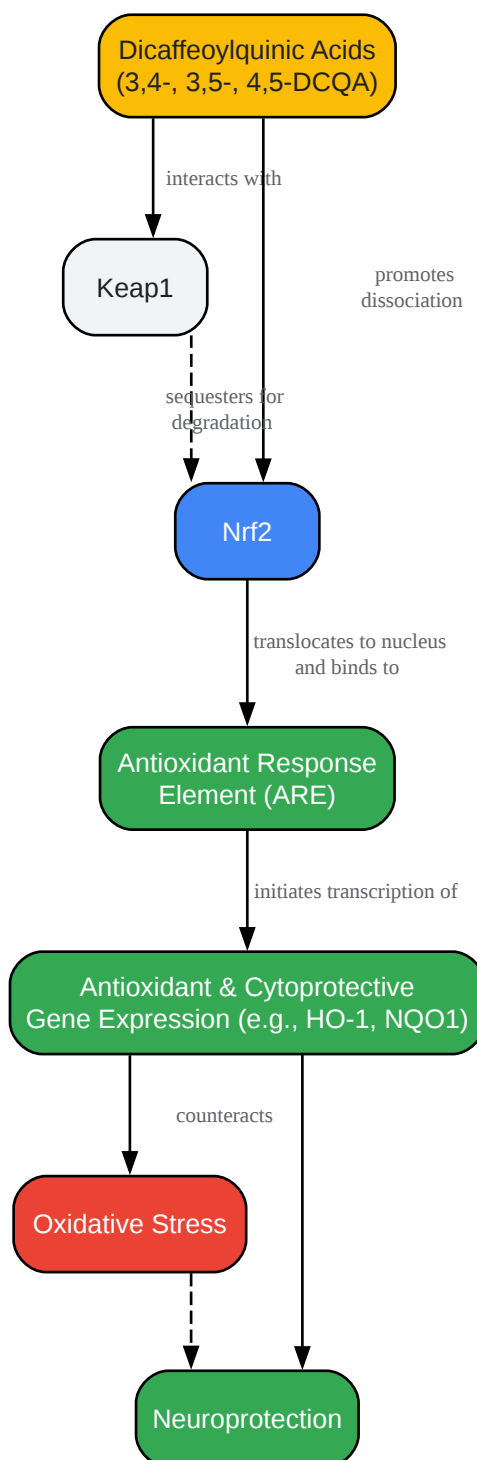 Dicaffeoylquinic Acids
(3,4-, 3,5-, 4,5-DCQA)
interacts with
Keap1
promotes
dissociation
sequesters for
degradation
Nrf2
translocates to nucleus
and binds to
Antioxidant Response
Element (ARE)
initiates transcription of
Antioxidant & Cytoprotective
Gene Expression (e.g., HO-1, NQO1)
counteracts
Oxidative Stress
Neuroprotection